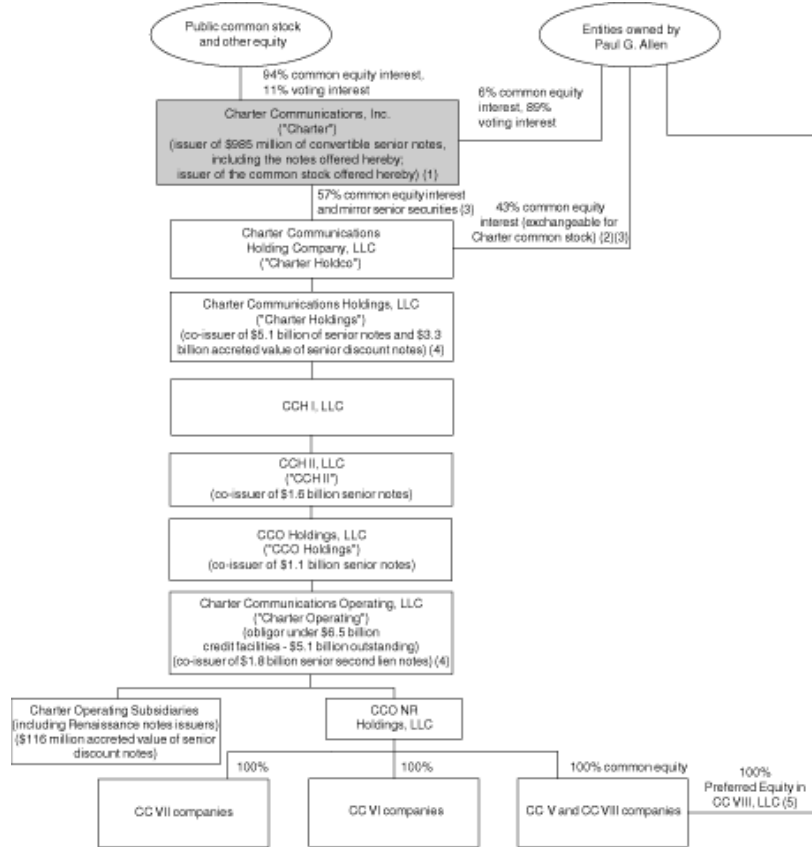 Public common stock
and other equity
Entities owned by
Paul G. Allen
94% common equity interest,
11% voting interest
6% common equity
interest, 89%
voting interest
Charter Communications, Inc.
("Charter")
(issuer of $985 million of convertible senior notes,
including the notes offered hereby;
issuer of the common stock offered hereby) (1)
57% common equity interest
and mirror senior securities (3)
43% common equity
interest (exchangeable for
Charter common stock) (2)(3)
Charter Communications
Holding Company, LLC
("Charter Holdco")
Charter Communications Holdings, LLC
("Charter Holdings")
(co-issuer of $5.1 billion of senior notes and $3.3
billion accreted value of senior discount notes) (4)
CCH I, LLC
CCH II, LLC
("CCH II")
(co-issuer of $1.6 billion senior notes)
CCO Holdings, LLC
("CCO Holdings")
(co-issuer of $1.1 billion senior notes)
Charter Communications Operating, LLC
("Charter Operating")
(obligor under $6.5 billion
credit facilities - $5.1 billion outstanding)
(co-issuer of $1.8 billion senior second lien notes) (4)
Charter Operating Subsidiaries
(including Renaissance notes issuers)
($116 million accreted value of senior
discount notes)
CCO NR
Holdings, LLC
100%
100%
100% common equity
100%
Preferred Equity in
CC VIII, LLC (5)
CC VII companies
CC VI companies
CC V and CC VIII companies